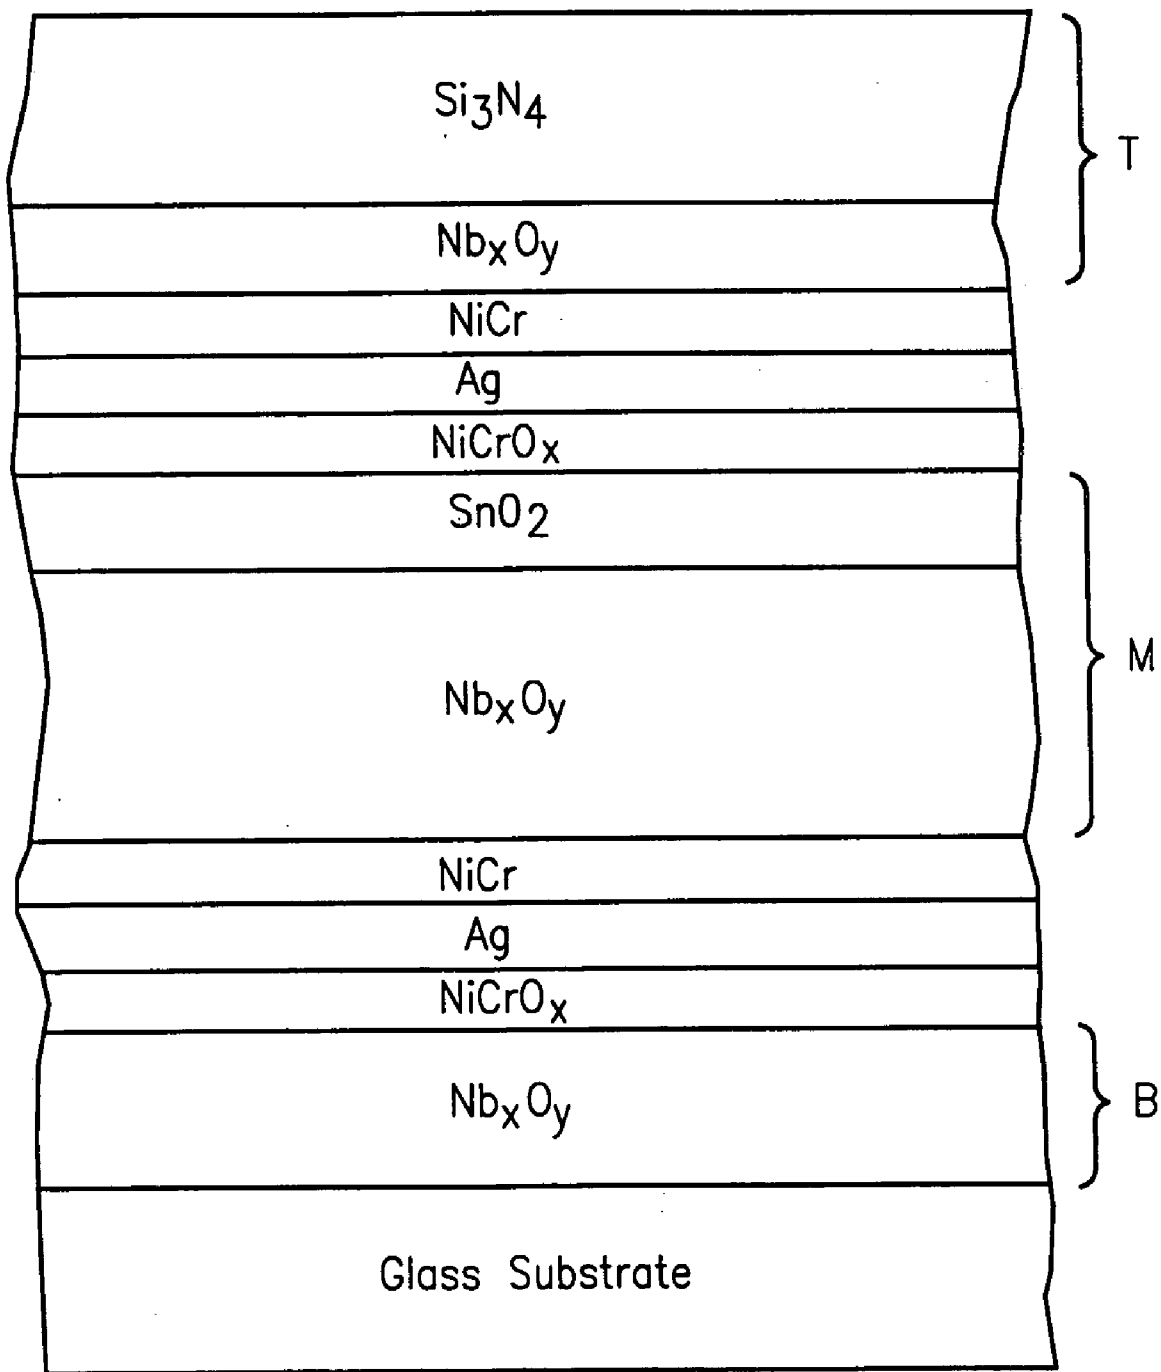 Si3N4
T
NbxOy
NiCr
Ag
NiCrOx
SnO2
M
NbxOy
NiCr
Ag
NiCrOx
NbxOy
B
Glass Substrate